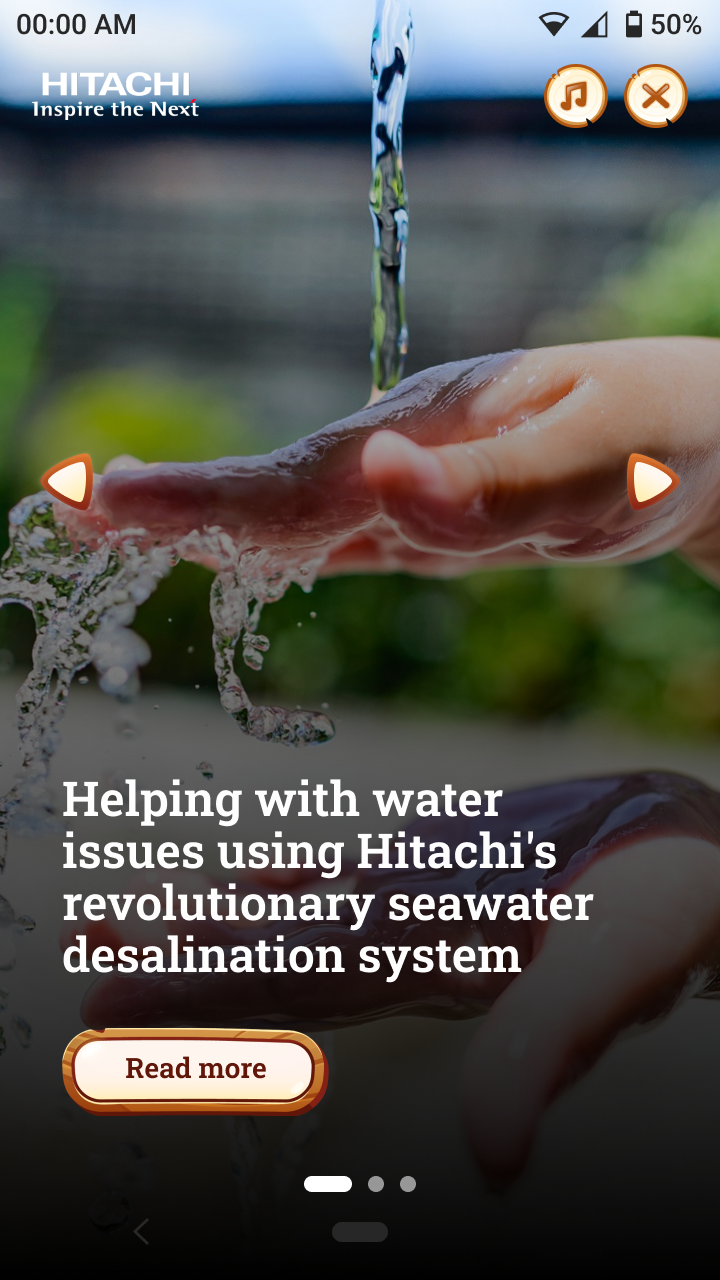 00:00 AM
50%
HITACHI
Inspire the Next
Helping with water
issues using Hitachi's
revolutionary seawater
desalination system
Read more